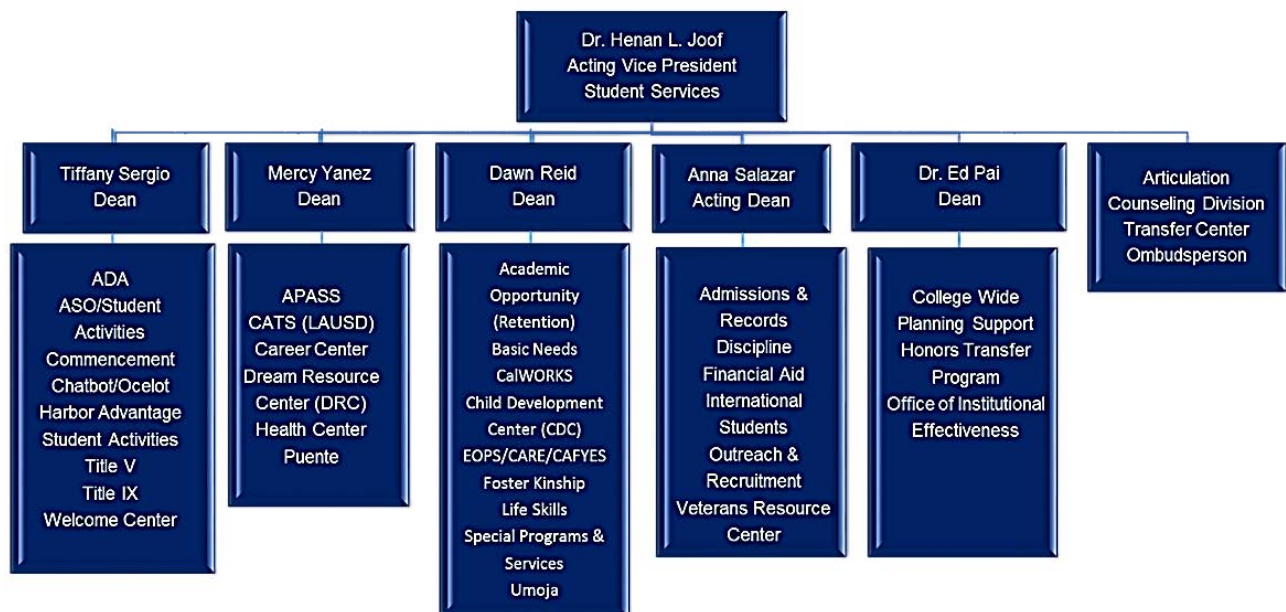 Dr. Henan L. Joof
Acting Vice President
Student Services
Tiffany Sergio
Dean
Mercy Yanez
Dean
Dawn Reid
Dean
Anna Salazar
Acting Dean
Dr. Ed Pai
Dean
Articulation
Counseling Division
Transfer Center
Ombudsperson
ADA
ASO/Student
Activities
Commencement
Chatbot/Ocelot
Harbor Advantage
Student Activities
Title V
Title IX
Welcome Center
APASS
CATS (LAUSD)
Career Center
Dream Resource
Center (DRC)
Health Center
Puente
Academic
Opportunity
(Retention)
Basic Needs
CalWORKS
Child Development
Center (CDC)
EOPS/CARE/CAFYES
Foster Kinship
Life Skills
Special Programs &
Services
Umoja
Admissions &
Records
Discipline
Financial Aid
International
Students
Outreach &
Recruitment
Veterans Resource
Center
College Wide
Planning Support
Honors Transfer
Program
Office of Institutional
Effectiveness